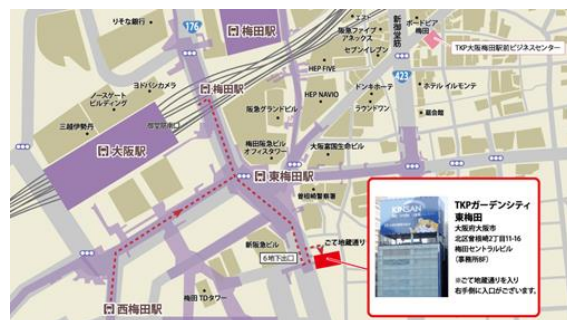 りそな銀行
176
梅田駅
エスト
阪急ファイブ
アネックス
セブンイレブン
新御堂筋
ボードピア
梅田
TKP大阪梅田駅前ビジネスセンター
ヨドバシカメラ
梅田駅
HEP FIVE
423
ノースゲート
ビルディング
HEP NAVIO
ドンキホーテ
ラウンドワン
ホテル イルモンテ
三越伊勢丹
御堂筋南口
阪急グランドビル
大阪駅
梅田阪急ビル
オフィスタワー
大阪富国生命ビル
東梅田駅
曽根崎警察署
新阪急ビル
ごて地蔵通り
6地下出口
梅田 TDタワー
西梅田駅
KINSAN
TKPガーデンシティ
東梅田
大阪府大阪市
北区曽根崎2丁目11-16
梅田セントラルビル
(事務所8F)
※ごて地蔵通りを入り
右手側に入口がございます。